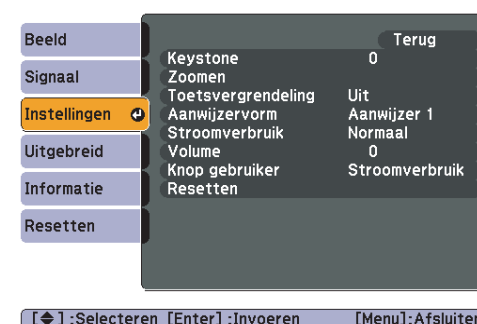 Beeld
Signaal
Instellingen
Uitgebreid
Informatie
Resetten
Terug
Keystone 0
Zoomen
Toetsvergrendeling Uit
Aanwijzervorm Aanwijzer 1
Stroomverbruik Normaal
Volume 0
Knop gebruiker Stroomverbruik
Resetten
[◆] :Selecteren [Enter] :Invoeren [Menu]:Afsluiten